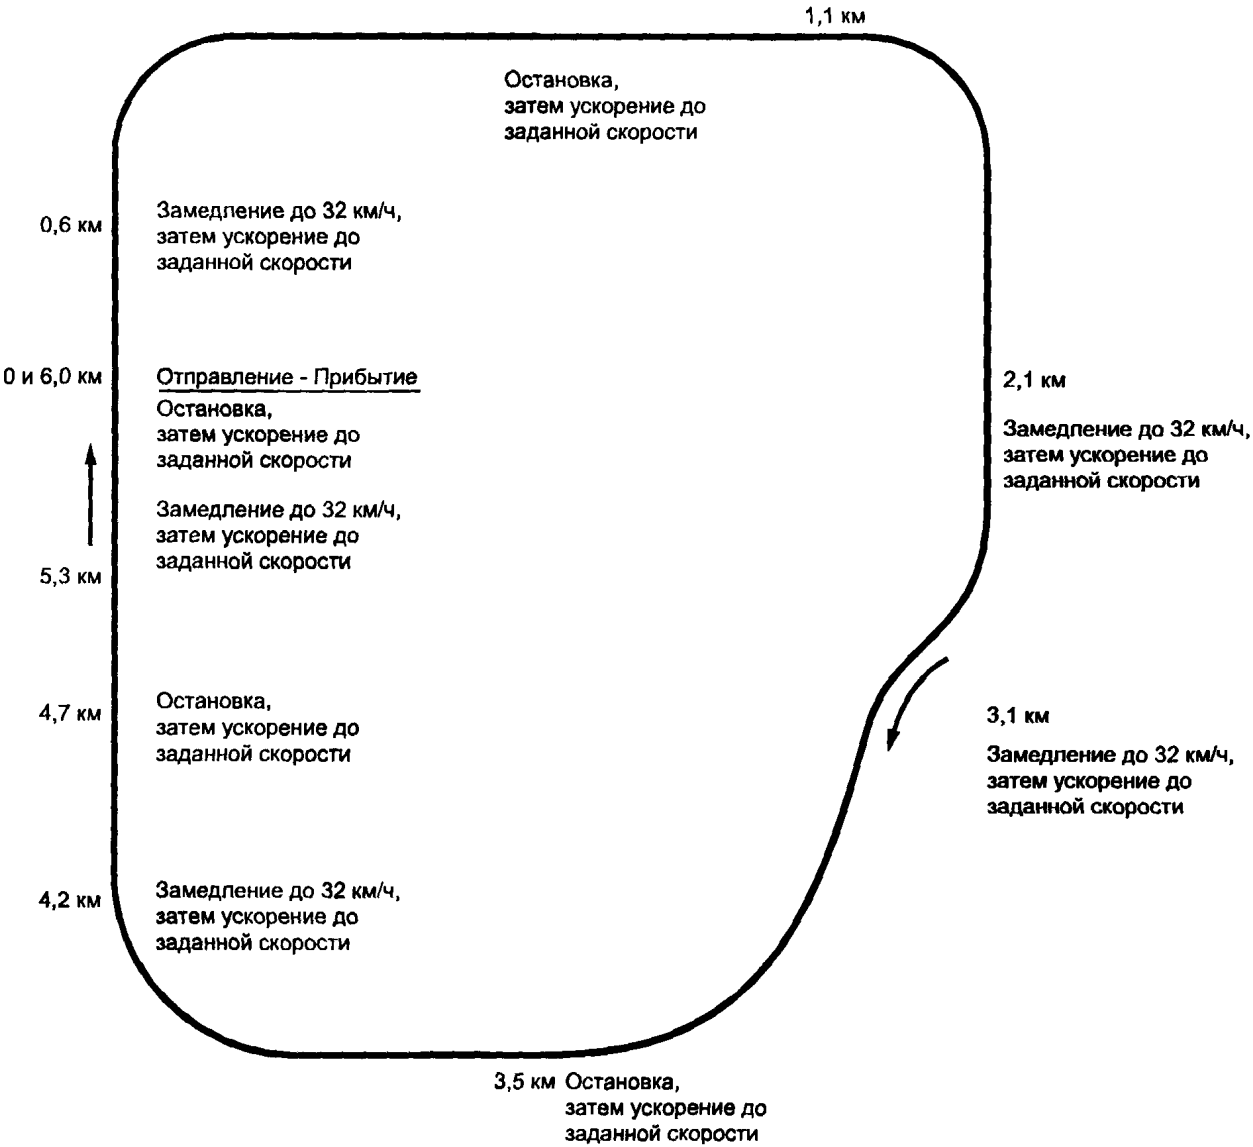 1,1 км
Остановка,
затем ускорение до
заданной скорости
0,6 км
Замедление до 32 км/ч,
затем ускорение до
заданной скорости
0 и 6,0 км
Отправление - Прибытие
Остановка,
затем ускорение до
заданной скорости
2,1 км
Замедление до 32 км/ч,
затем ускорение до
заданной скорости
5,3 км
Замедление до 32 км/ч,
затем ускорение до
заданной скорости
4,7 км
Остановка,
затем ускорение до
заданной скорости
3,1 км
Замедление до 32 км/ч,
затем ускорение до
заданной скорости
4,2 км
Замедление до 32 км/ч,
затем ускорение до
заданной скорости
3,5 км Остановка,
затем ускорение до
заданной скорости